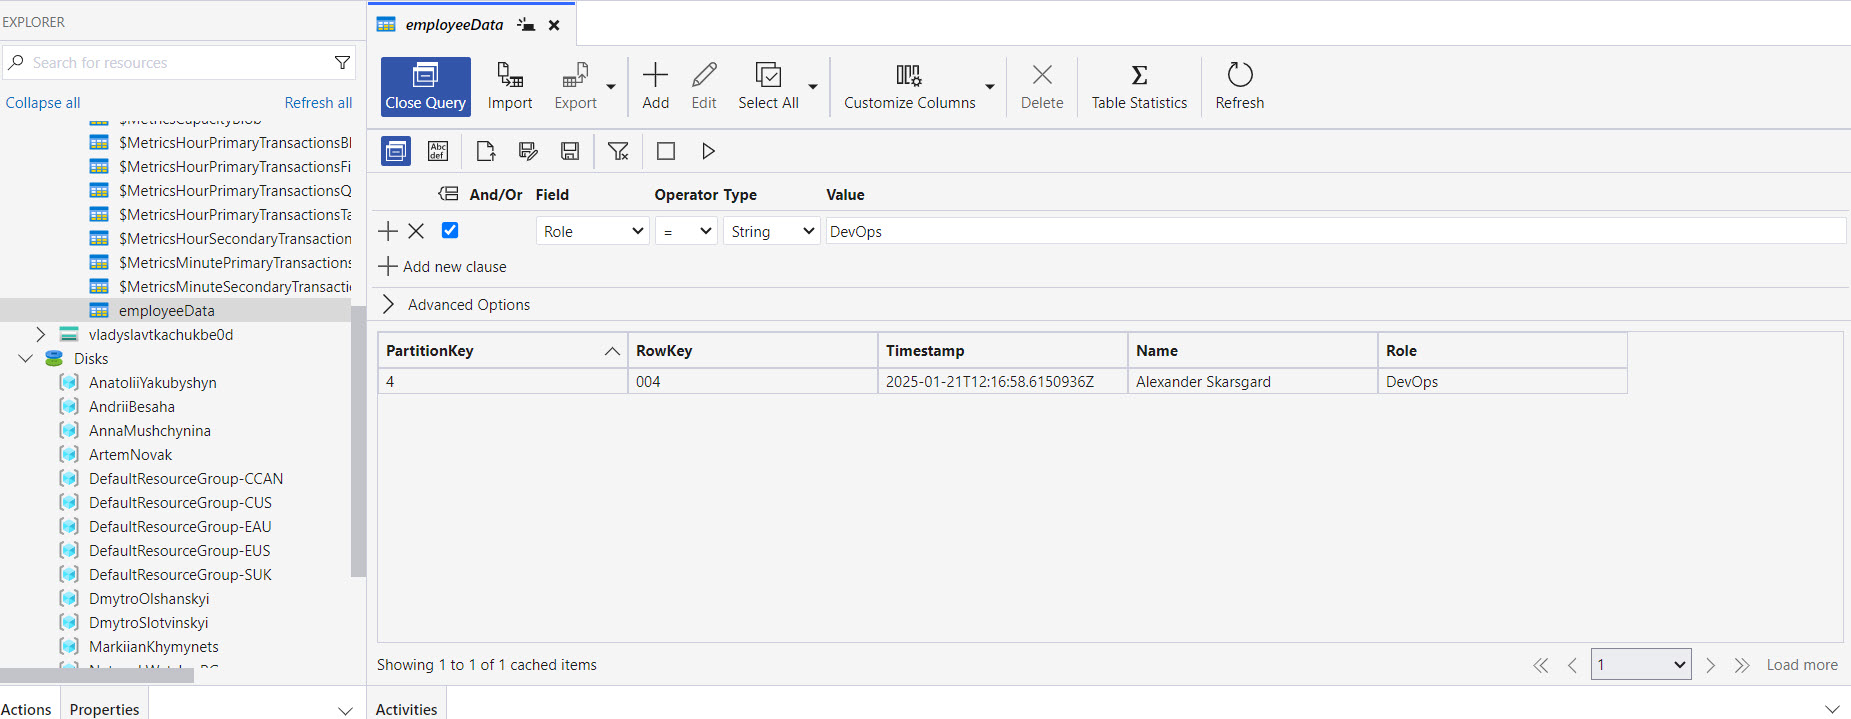 EXPLORER
Search for resources
Collapse all Refresh all
$MetricsCapacityBlob
$MetricsHourPrimaryTransactionsBl
$MetricsHourPrimaryTransactionsFi
$MetricsHourPrimaryTransactionsQ
$MetricsHourPrimaryTransactionsTa
$MetricsHourSecondaryTransaction
$MetricsMinutePrimaryTransactions
$MetricsMinuteSecondaryTransacti
employeeData
vladyslavtkachukbe0d
Disks
AnatoliiYakubyshyn
AndriiBesaha
AnnaMushchynina
ArtemNovak
DefaultResourceGroup-CCAN
DefaultResourceGroup-CUS
DefaultResourceGroup-EAU
DefaultResourceGroup-EUS
DefaultResourceGroup-SUK
DmytroOlshanskyi
DmytroSlotvinskyi
MarkiianKhymynets
Actions Properties
employeeData
Close Query Import Export Add Edit Select All Customize Columns Delete Table Statistics Refresh
Abc
def
And/Or Field Operator Type Value
Role = String DevOps
Add new clause
Advanced Options
PartitionKey RowKey Timestamp Name Role
4 004 2025-01-21T12:16:58.6150936Z Alexander Skarsgard DevOps
Showing 1 to 1 of 1 cached items
1 Load more
Activities